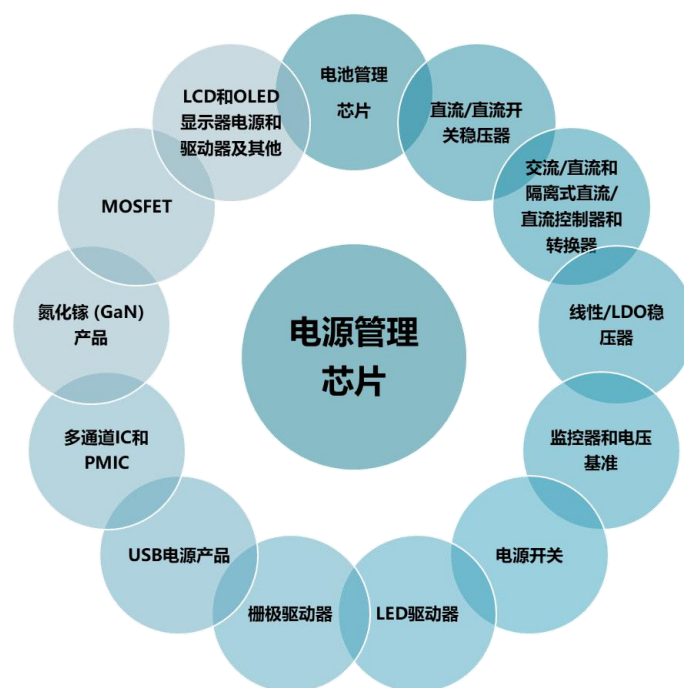 电池管理
芯片
直流/直流开
关稳压器
交流/直流和
隔离式直流/
直流控制器和
转换器
线性/LDO稳
压器
监控器和电压
基准
电源开关
LED驱动器
栅极驱动器
USB电源产品
多通道IC和
PMIC
氮化镓 (GaN)
产品
MOSFET
LCD和OLED
显示器电源和
驱动器及其他
电源管理
芯片